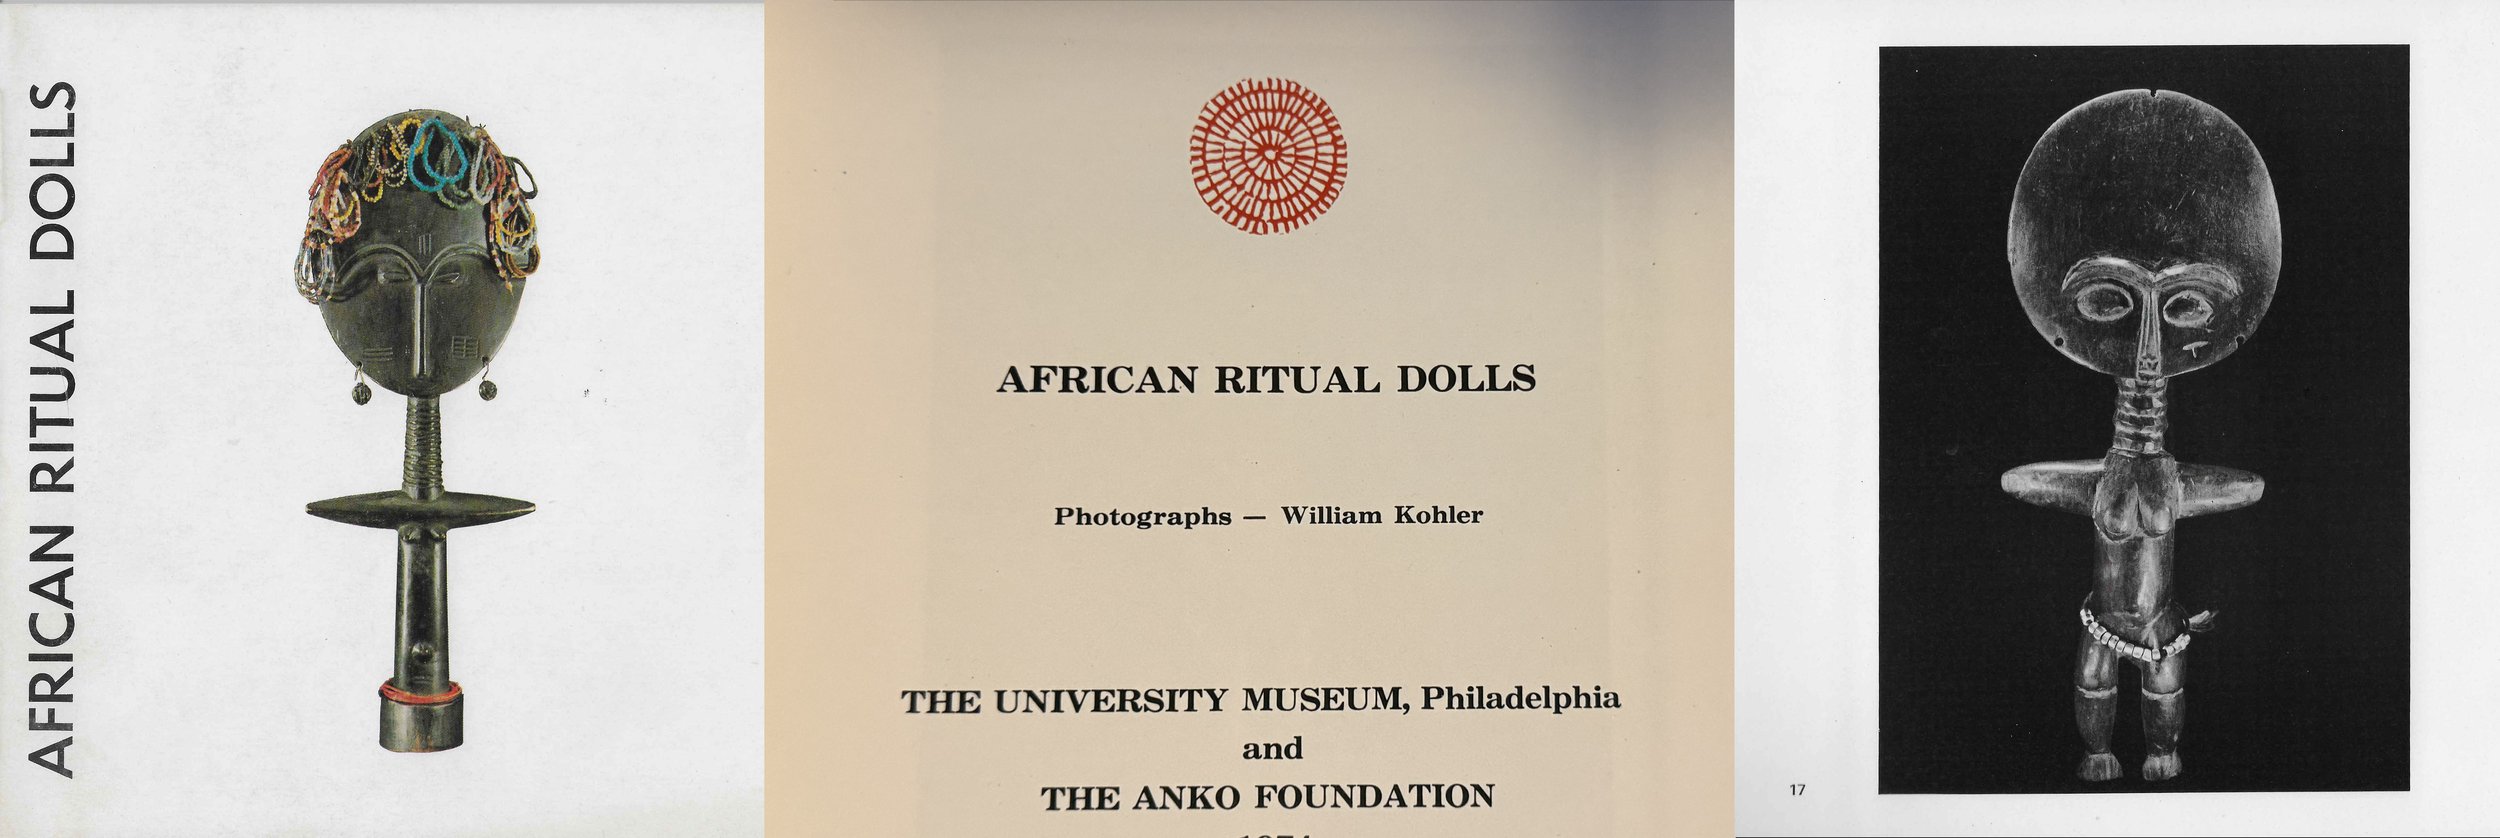 AFRICAN RITUAL DOLLS
AFRICAN RITUAL DOLLS
Photographs — William Kohler
THE UNIVERSITY MUSEUM, Philadelphia
and
THE ANKO FOUNDATION
17